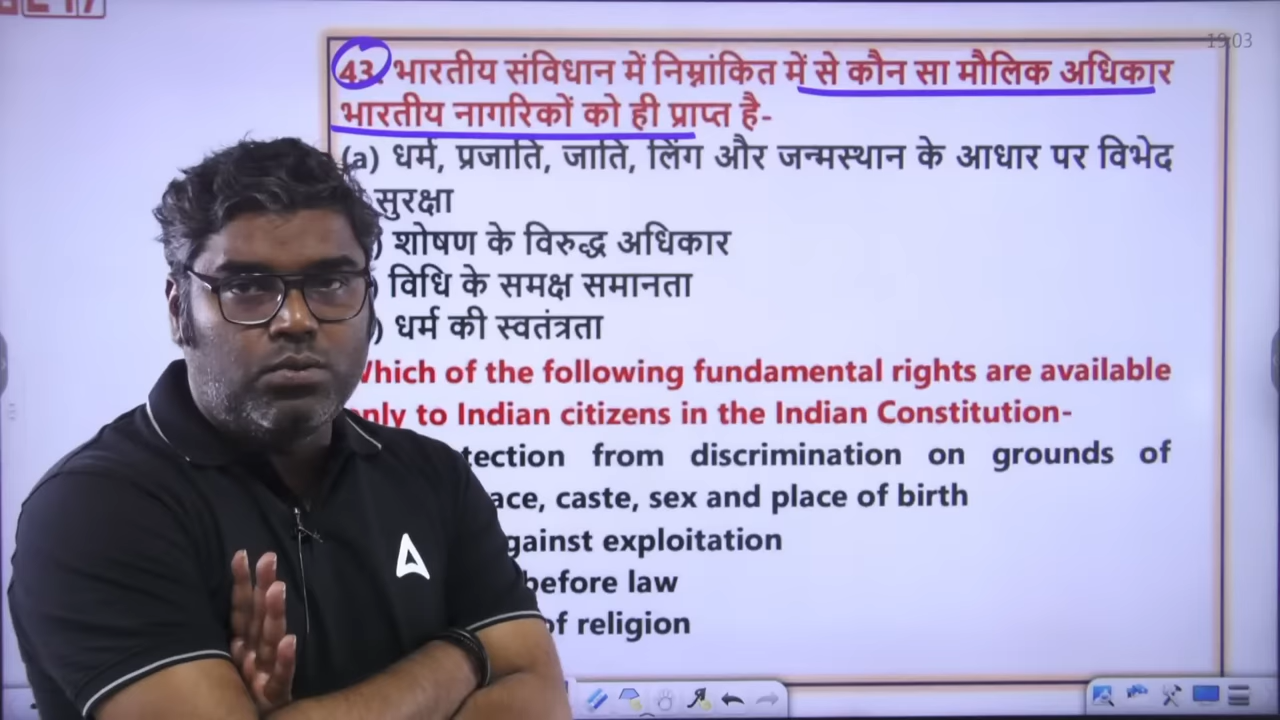 19:03
43. भारतीय संविधान में निम्नांकित में से कौन सा मौलिक अधिकार
भारतीय नागरिकों को ही प्राप्त है-
(a) धर्म, प्रजाति, जाति, लिंग और जन्मस्थान के आधार पर विभेद
सुरक्षा
) शोषण के विरुद्ध अधिकार
) विधि के समक्ष समानता
) धर्म की स्वतंत्रता
Which of the following fundamental rights are available
only to Indian citizens in the Indian Constitution-
tection from discrimination on grounds of
ace, caste, sex and place of birth
gainst exploitation
before law
of religion